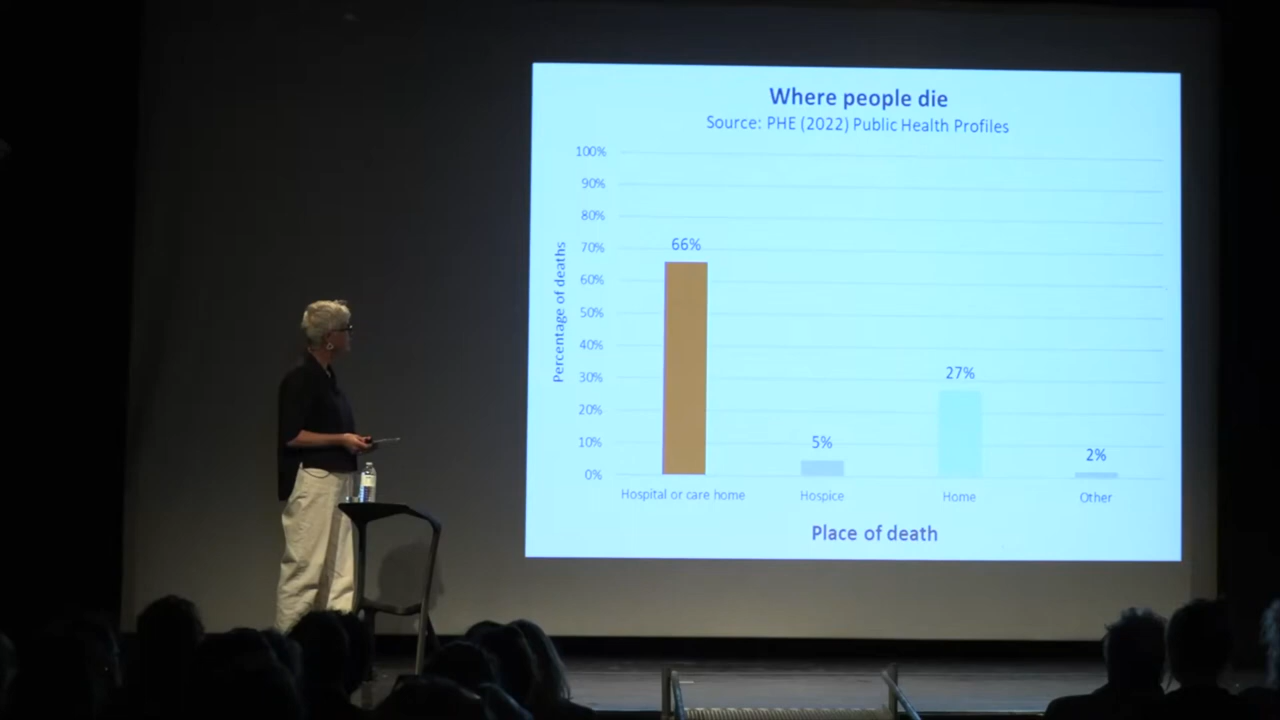 Where people die
Source: PHE (2022) Public Health Profiles
100%
90%
80%
70%
60%
50%
40%
30%
20%
10%
0%
Percentage of deaths
66%
5%
27%
2%
Hospital or care home
Hospice
Home
Other
Place of death